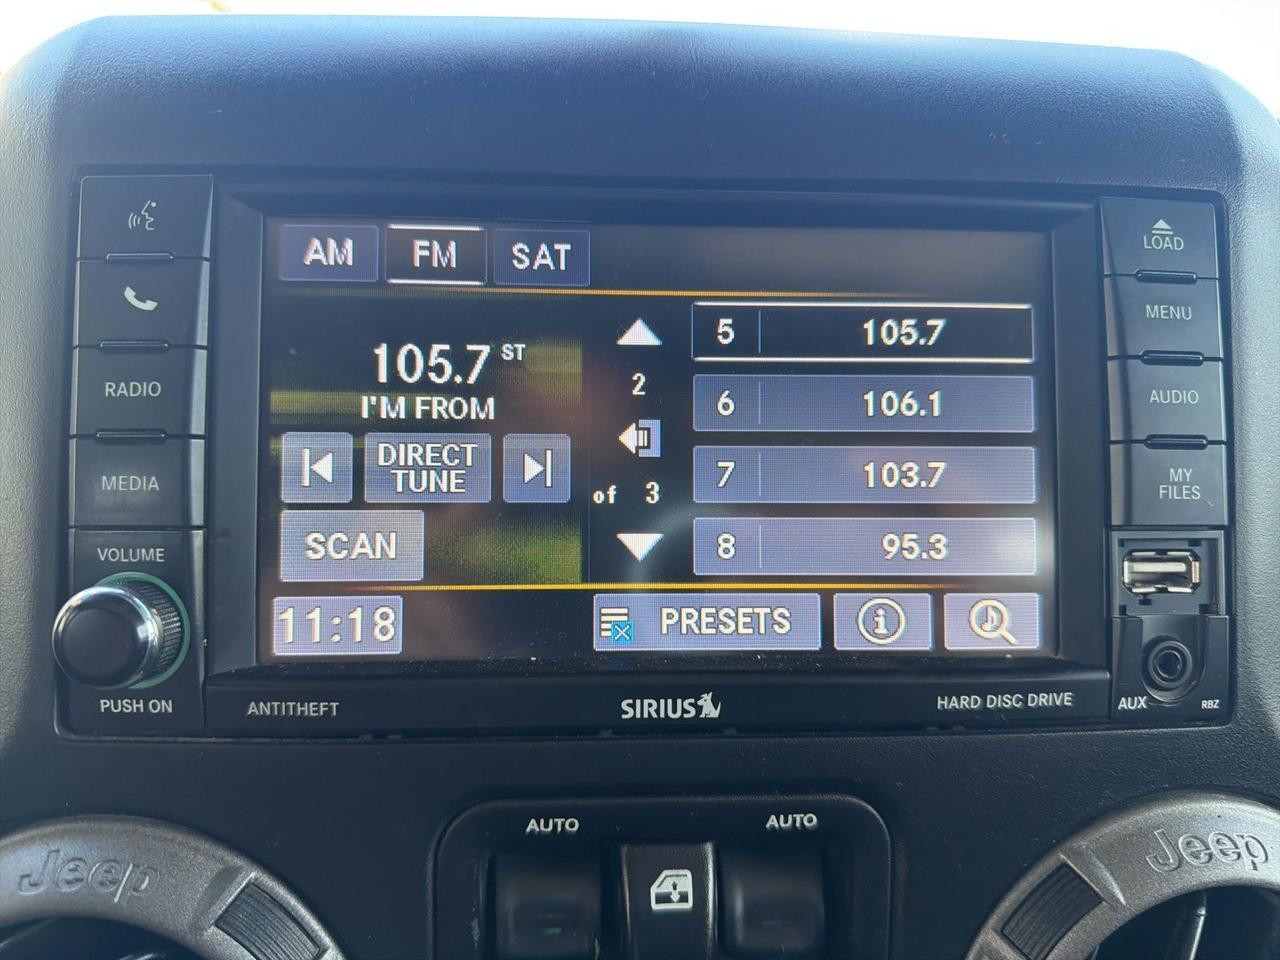 AM FM SAT
105.7 ST
I'M FROM
DIRECT
TUNE
SCAN
11:18
2
of 3
5 105.7
6 106.1
7 103.7
8 95.3
PRESETS
i
RADIO
MEDIA
VOLUME
PUSH ON
LOAD
MENU
AUDIO
MY
FILES
AUX
RBZ
ANTITHEFT
SIRIUS
HARD DISC DRIVE
AUTO
AUTO
Jeep
Jeep